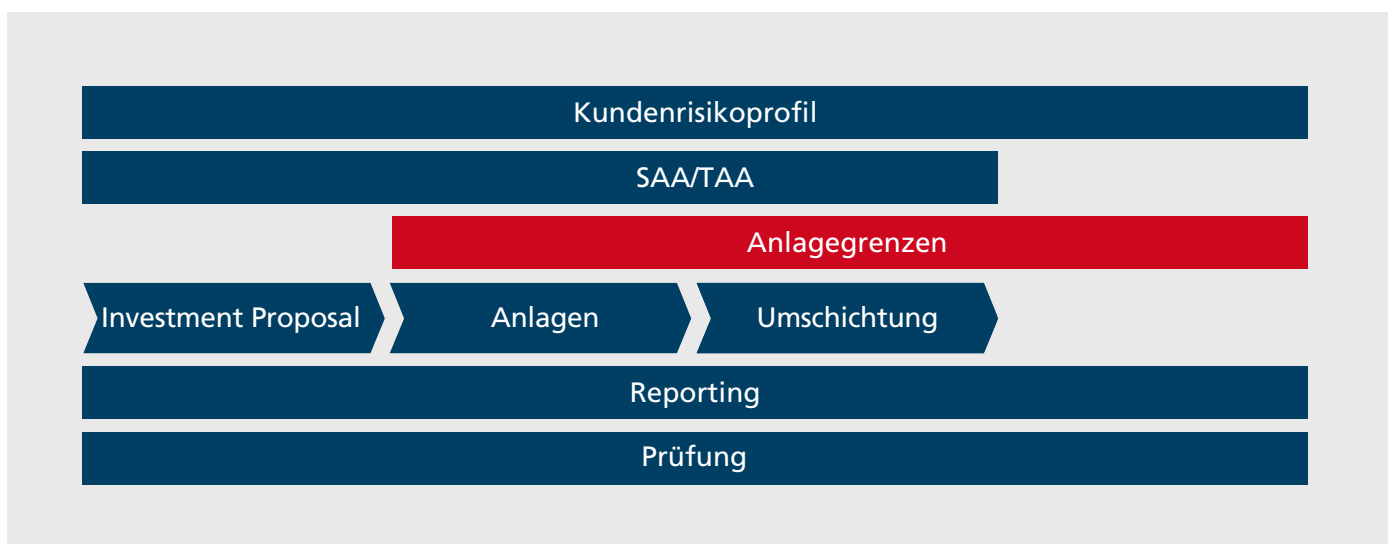 Kundenrisikoprofil
SAA/TAA
Anlagegrenzen
Investment Proposal
Anlagen
Umschichtung
Reporting
Prüfung